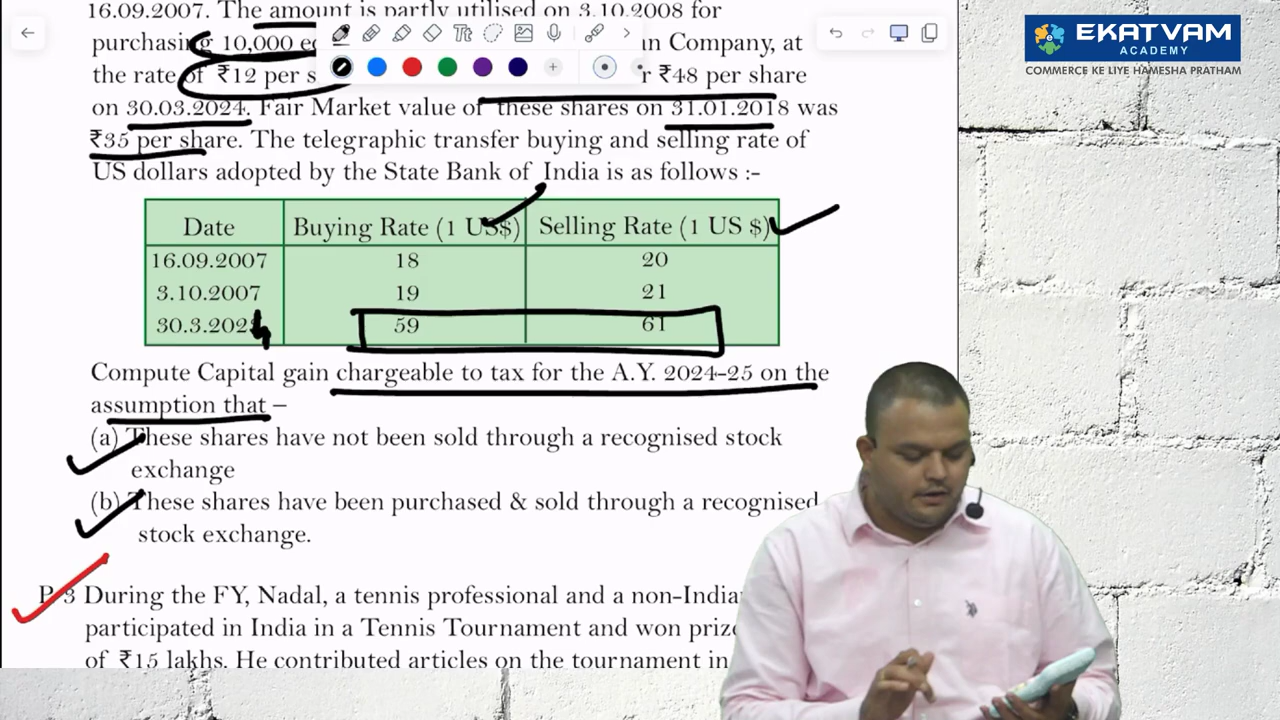 16.09.2007. The amount is partly utilised on 3.10.2008 for
purchasing 10,000 n Company, at
the rate of ₹12 per s r ₹48 per share
on 30.03.2024. Fair Market value of these shares on 31.01.2018 was
₹35 per share. The telegraphic transfer buying and selling rate of
US dollars adopted by the State Bank of India is as follows :-
Date Buying Rate (1 US$) Selling Rate (1 US $)
16.09.2007 18 20
3.10.2007 19 21
30.3.2024 59 61
Compute Capital gain chargeable to tax for the A.Y. 2024-25 on the
assumption that –
(a) These shares have not been sold through a recognised stock
exchange
(b) These shares have been purchased & sold through a recognised
stock exchange.
P 3 During the FY, Nadal, a tennis professional and a non-India
participated in India in a Tennis Tournament and won priz
of ₹15 lakhs. He contributed articles on the tournament in
EKATVAM
ACADEMY
COMMERCE KE LIYE HAMESHA PRATHAM